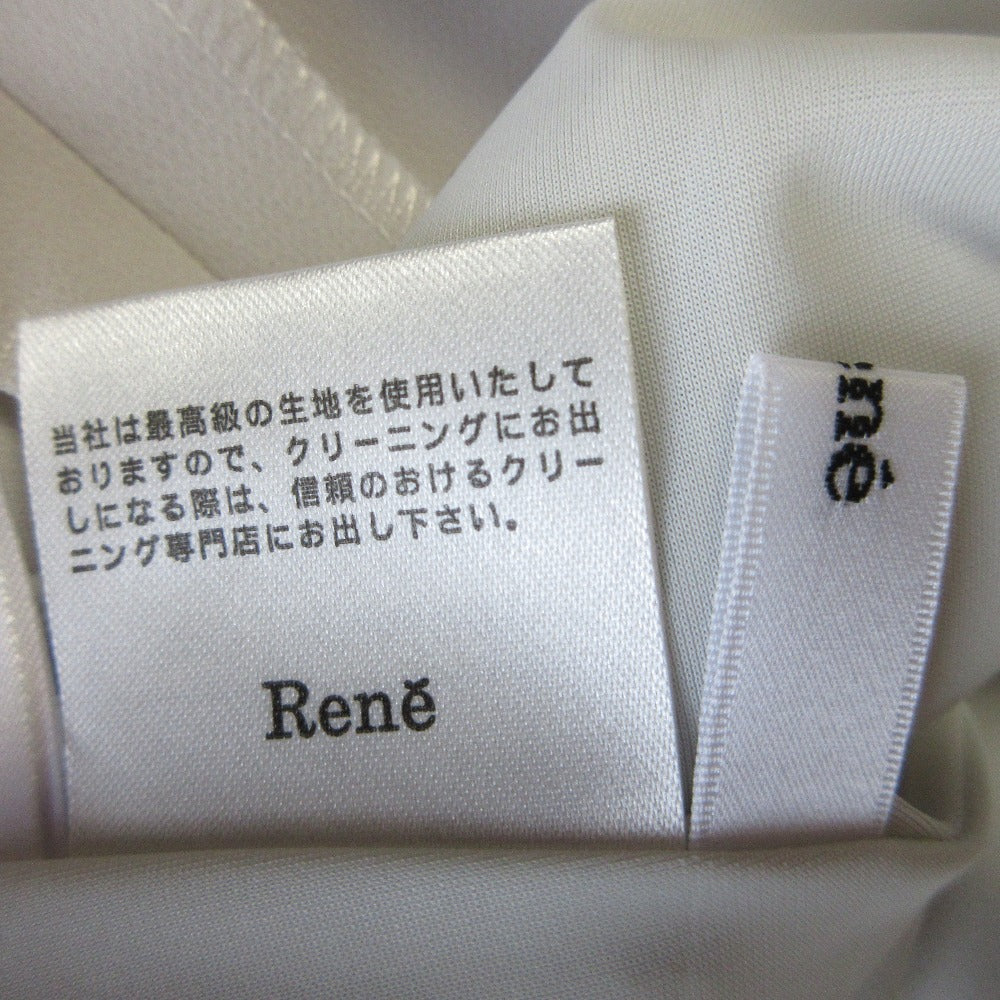 当社は最高級の生地を使用いたして
おりますので、クリーニングにお出
しになる際は、信頼のおけるクリー
ニング専門店にお出し下さい。
Reně